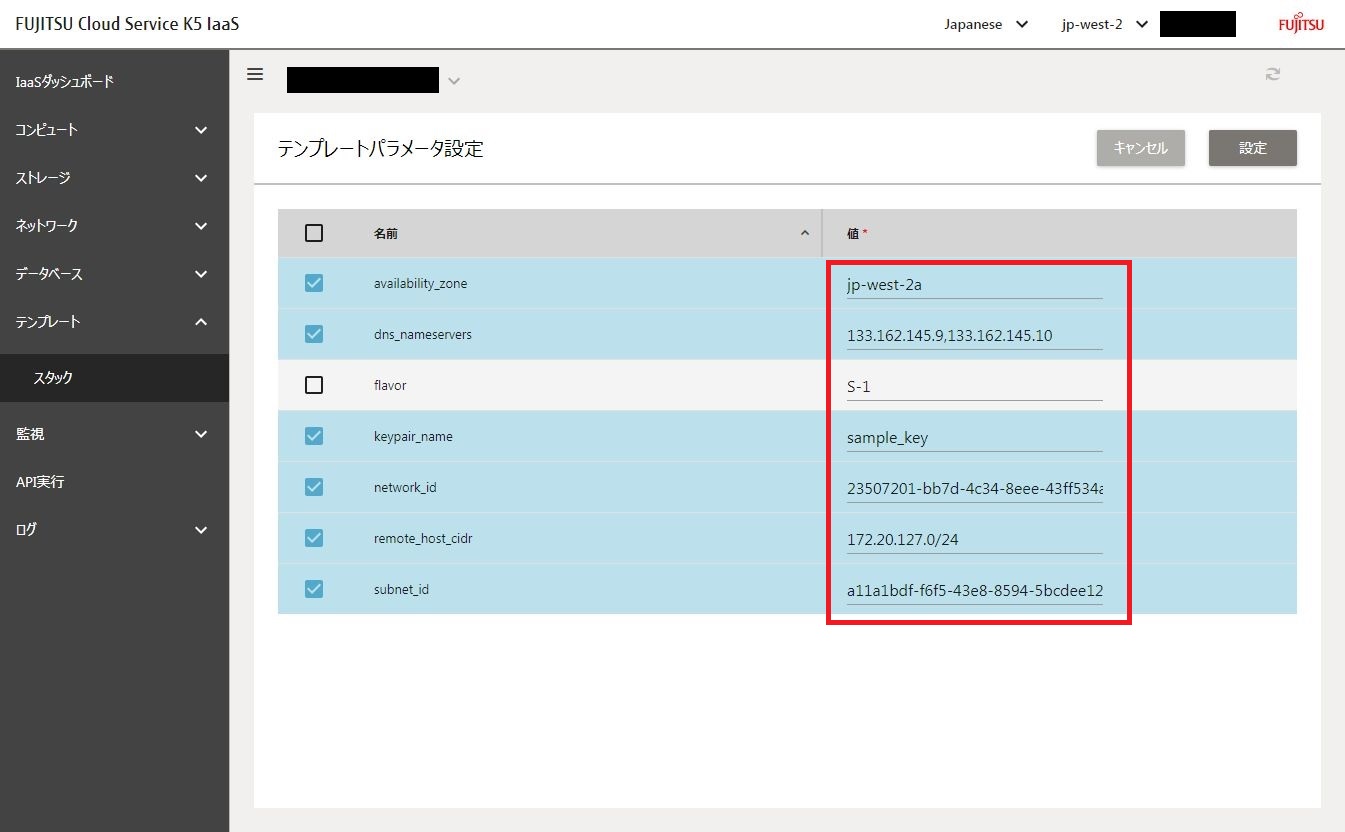 FUJITSU Cloud Service K5 IaaS
Japanese
jp-west-2
FUJITSU
IaaSダッシュボード
コンピュート
ストレージ
ネットワーク
データベース
テンプレート
スタック
監視
API実行
ログ
テンプレートパラメータ設定
キャンセル
設定
名前
値 *
availability_zone
jp-west-2a
dns_nameservers
133.162.145.9,133.162.145.10
flavor
S-1
keypair_name
sample_key
network_id
23507201-bb7d-4c34-8eee-43ff534a
remote_host_cidr
172.20.127.0/24
subnet_id
a11a1bdf-f6f5-43e8-8594-5bcdee12